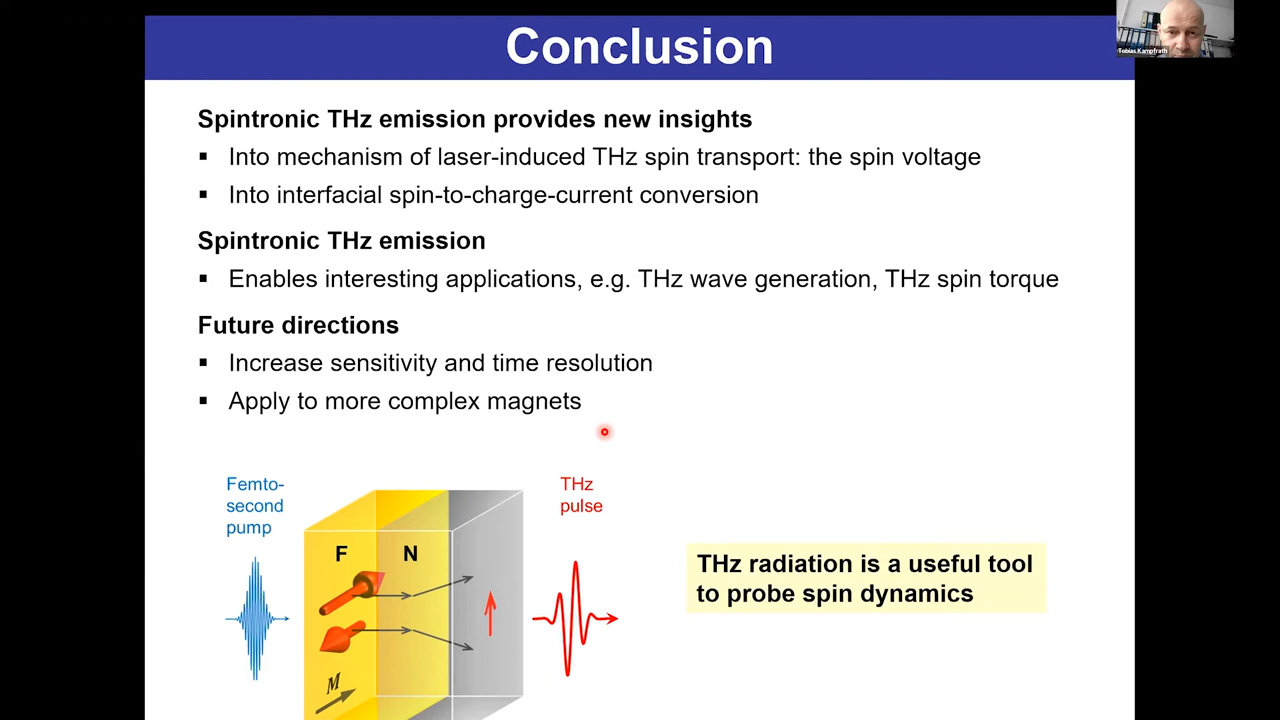 Conclusion
Tobias Kampfrath
Spintronic THz emission provides new insights
▪ Into mechanism of laser-induced THz spin transport: the spin voltage
▪ Into interfacial spin-to-charge-current conversion
Spintronic THz emission
▪ Enables interesting applications, e.g. THz wave generation, THz spin torque
Future directions
▪ Increase sensitivity and time resolution
▪ Apply to more complex magnets
Femto-
second
pump
THz
pulse
F
N
M
THz radiation is a useful tool
to probe spin dynamics